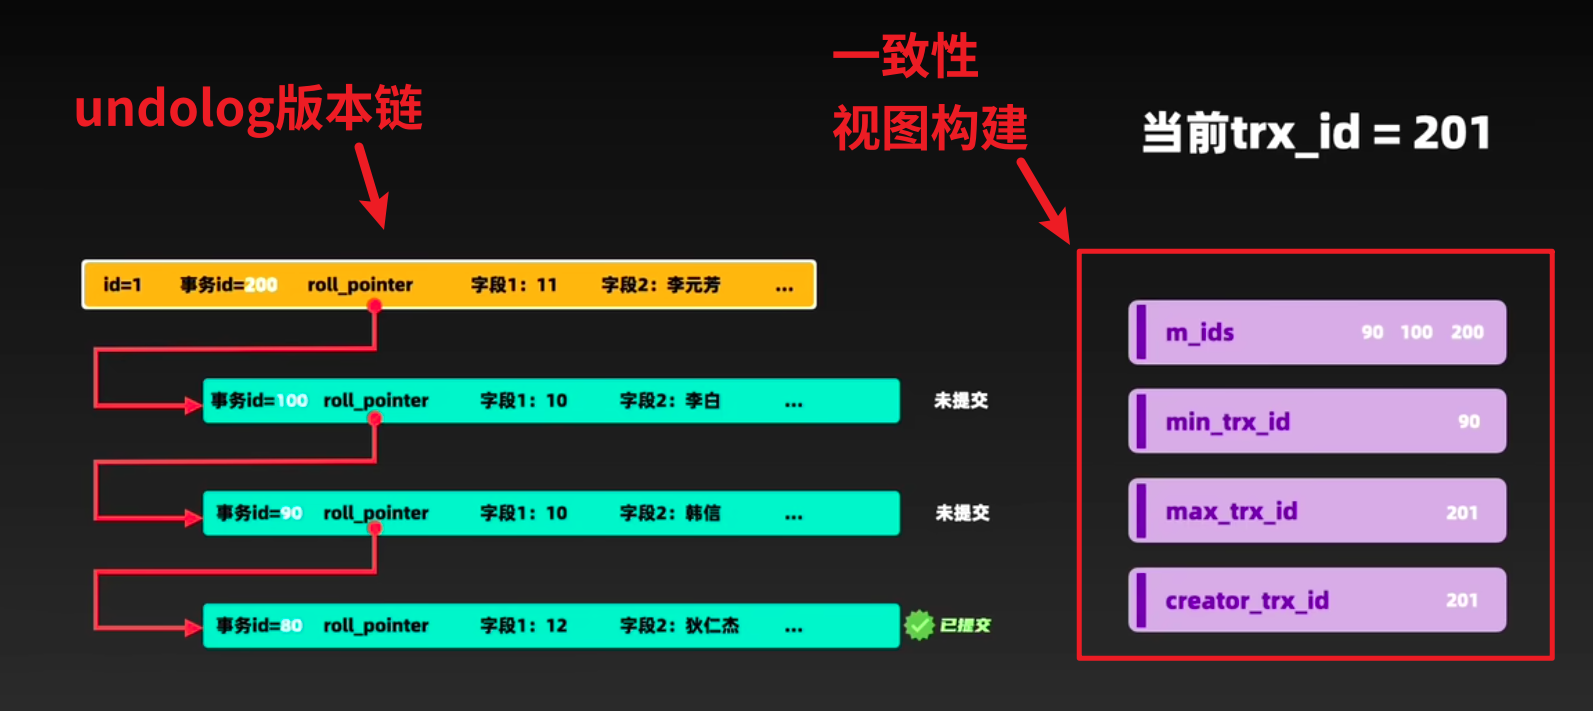 undolog版本链
一致性
视图构建
当前trx_id = 201
id=1 事务id=200 roll_pointer 字段1：11 字段2：李元芳 ...
事务id=100 roll_pointer 字段1：10 字段2：李白 ... 未提交
事务id=90 roll_pointer 字段1：10 字段2：韩信 ... 未提交
事务id=80 roll_pointer 字段1：12 字段2：狄仁杰 ... 已提交
m_ids 90 100 200
min_trx_id 90
max_trx_id 201
creator_trx_id 201